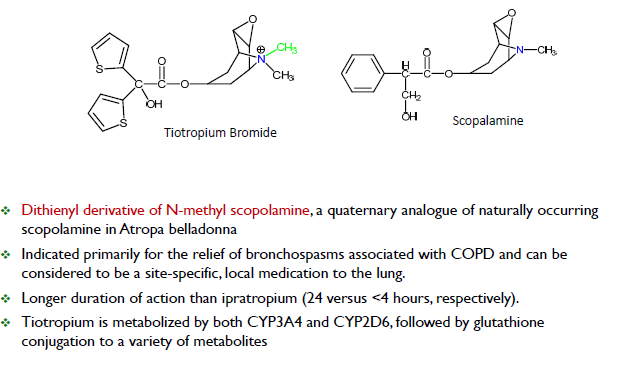 O
⊕
CH3
N
CH3
O
C
C
O
S
S
OH
Tiotropium Bromide
O
N
CH3
H
C
O
C
O
CH2
OH
Scopalamine
❖ Dithienyl derivative of N-methyl scopolamine, a quaternary analogue of naturally occurring
scopolamine in Atropa belladonna
❖ Indicated primarily for the relief of bronchospasms associated with COPD and can be
considered to be a site-specific, local medication to the lung.
❖ Longer duration of action than ipratropium (24 versus <4 hours, respectively).
❖ Tiotropium is metabolized by both CYP3A4 and CYP2D6, followed by glutathione
conjugation to a variety of metabolites